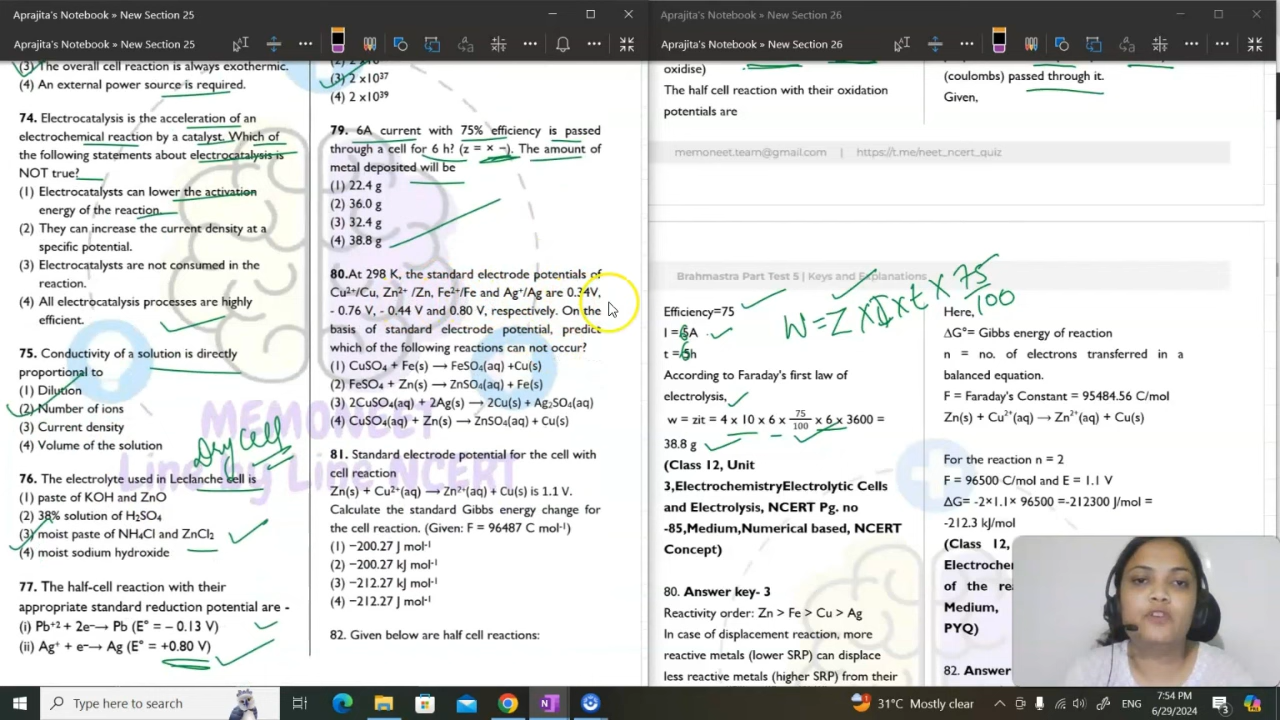 Aprajita's Notebook » New Section 25
Aprajita's Notebook » New Section 25
(3) The overall cell reaction is always exothermic.
(4) An external power source is required.
74. Electrocatalysis is the acceleration of an
electrochemical reaction by a catalyst. Which of
the following statements about electrocatalysis is
NOT true?
(1) Electrocatalysts can lower the activation
energy of the reaction.
(2) They can increase the current density at a
specific potential.
(3) Electrocatalysts are not consumed in the
reaction.
(4) All electrocatalysis processes are highly
efficient.
75. Conductivity of a solution is directly
proportional to
(1) Dilution
(2) Number of ions
(3) Current density
(4) Volume of the solution
Dry cell
76. The electrolyte used in Leclanche cell is
(1) paste of KOH and ZnO
(2) 38% solution of H₂SO₄
(3) moist paste of NH₄Cl and ZnCl₂
(4) moist sodium hydroxide
77. The half-cell reaction with their
appropriate standard reduction potential are -
(i) Pb⁺² + 2e⁻⟶ Pb (E° = – 0.13 V)
(ii) Ag⁺ + e⁻⟶ Ag (E° = +0.80 V)
(3) 2 x10³⁷
(4) 2 x10³⁹
79. 6A current with 75% efficiency is passed
through a cell for 6 h? (z = × −). The amount of
metal deposited will be
(1) 22.4 g
(2) 36.0 g
(3) 32.4 g
(4) 38.8 g
80.At 298 K, the standard electrode potentials of
Cu²⁺/Cu, Zn²⁺ /Zn, Fe²⁺/Fe and Ag⁺/Ag are 0.34V,
- 0.76 V, - 0.44 V and 0.80 V, respectively. On the
basis of standard electrode potential, predict
which of the following reactions can not occur?
(1) CuSO₄ + Fe(s) ⟶ FeSO₄(aq) +Cu(s)
(2) FeSO₄ + Zn(s) ⟶ ZnSO₄(aq) + Fe(s)
(3) 2CuSO₄(aq) + 2Ag(s) ⟶ 2Cu(s) + Ag₂SO₄(aq)
(4) CuSO₄(aq) + Zn(s) ⟶ ZnSO₄(aq) + Cu(s)
81. Standard electrode potential for the cell with
cell reaction
Zn(s) + Cu²⁺(aq) ⟶ Zn²⁺(aq) + Cu(s) is 1.1 V.
Calculate the standard Gibbs energy change for
the cell reaction. (Given: F = 96487 C mol⁻¹)
(1) −200.27 J mol⁻¹
(2) −200.27 kJ mol⁻¹
(3) −212.27 kJ mol⁻¹
(4) −212.27 J mol⁻¹
82. Given below are half cell reactions:
MEMONEET
Line by Line NCERT
Aprajita's Notebook » New Section 26
Aprajita's Notebook » New Section 26
oxidise)
The half cell reaction with their oxidation
potentials are
(coulombs) passed through it.
Given,
memoneet.team@gmail.com | https://t.me/neet_ncert_quiz
Brahmastra Part Test 5 | Keys and Explanations
W = Z × I × t × 75/100
Efficiency=75
I = 6A
t = 6h
According to Faraday's first law of
electrolysis,
w = zit = 4 x 10 x 6 x 75/100 x 6 x 3600 =
38.8 g
(Class 12, Unit
3,ElectrochemistryElectrolytic Cells
and Electrolysis, NCERT Pg. no
-85,Medium,Numerical based, NCERT
Concept)
80. Answer key- 3
Reactivity order: Zn > Fe > Cu > Ag
In case of displacement reaction, more
reactive metals (lower SRP) can displace
less reactive metals (higher SRP) from their
Here,
ΔG°= Gibbs energy of reaction
n = no. of electrons transferred in a
balanced equation.
F = Faraday's Constant = 95484.56 C/mol
Zn(s) + Cu²⁺(aq) → Zn²⁺(aq) + Cu(s)
For the reaction n = 2
F = 96500 C/mol and E = 1.1 V
ΔG= -2×1.1× 96500 =-212300 J/mol =
-212.3 kJ/mol
(Class 12,
Electrocher
of the rea
Medium,
PYQ)
82. Answer
Type here to search
31°C Mostly clear
ENG
7:54 PM
6/29/2024
3